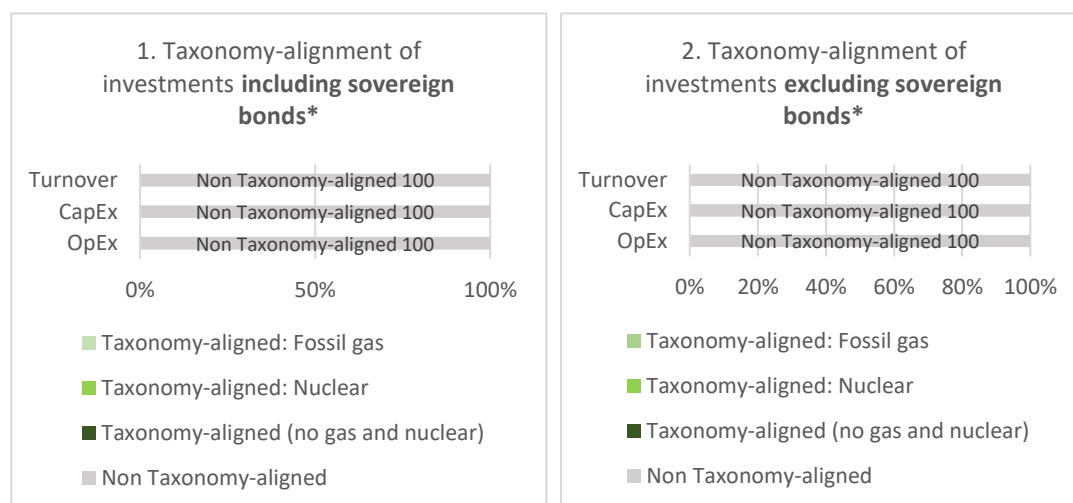 1. Taxonomy-alignment of
investments including sovereign
bonds*
Turnover
Non Taxonomy-aligned 100
CapEx
Non Taxonomy-aligned 100
OpEx
Non Taxonomy-aligned 100
0% 50% 100%
Taxonomy-aligned: Fossil gas
Taxonomy-aligned: Nuclear
Taxonomy-aligned (no gas and nuclear)
Non Taxonomy-aligned
2. Taxonomy-alignment of
investments excluding sovereign
bonds*
Turnover
Non Taxonomy-aligned 100
CapEx
Non Taxonomy-aligned 100
OpEx
Non Taxonomy-aligned 100
0% 20% 40% 60% 80% 100%
Taxonomy-aligned: Fossil gas
Taxonomy-aligned: Nuclear
Taxonomy-aligned (no gas and nuclear)
Non Taxonomy-aligned